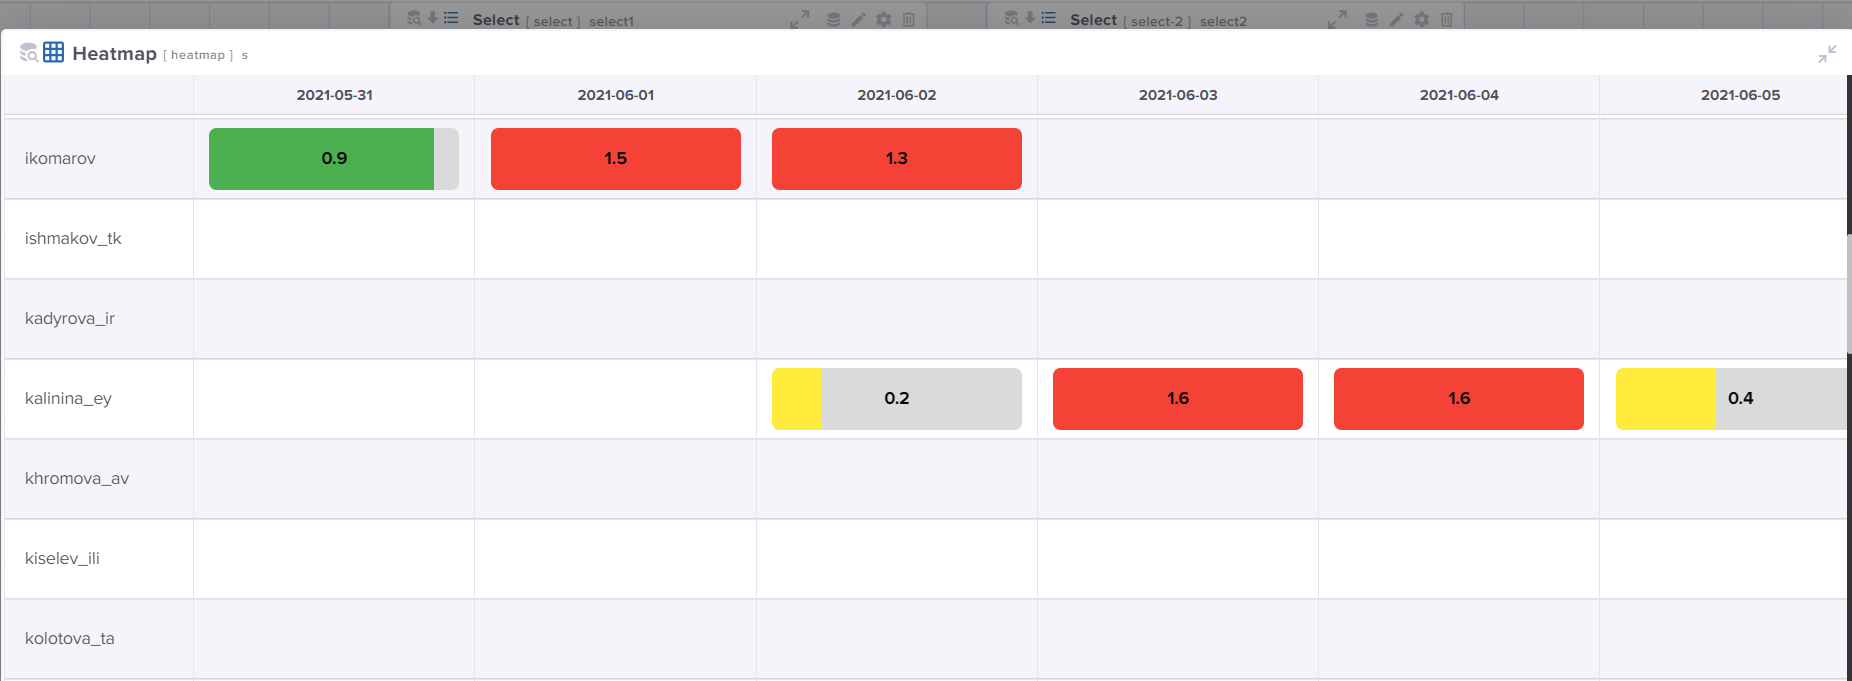 Select [ select ] select1 Select [ select-2 ] select2
Heatmap [ heatmap ] s
2021-05-31 2021-06-01 2021-06-02 2021-06-03 2021-06-04 2021-06-05
ikomarov 0.9 1.5 1.3
ishmakov_tk
kadyrova_ir
kalinina_ey 0.2 1.6 1.6 0.4
khromova_av
kiselev_ili
kolotova_ta